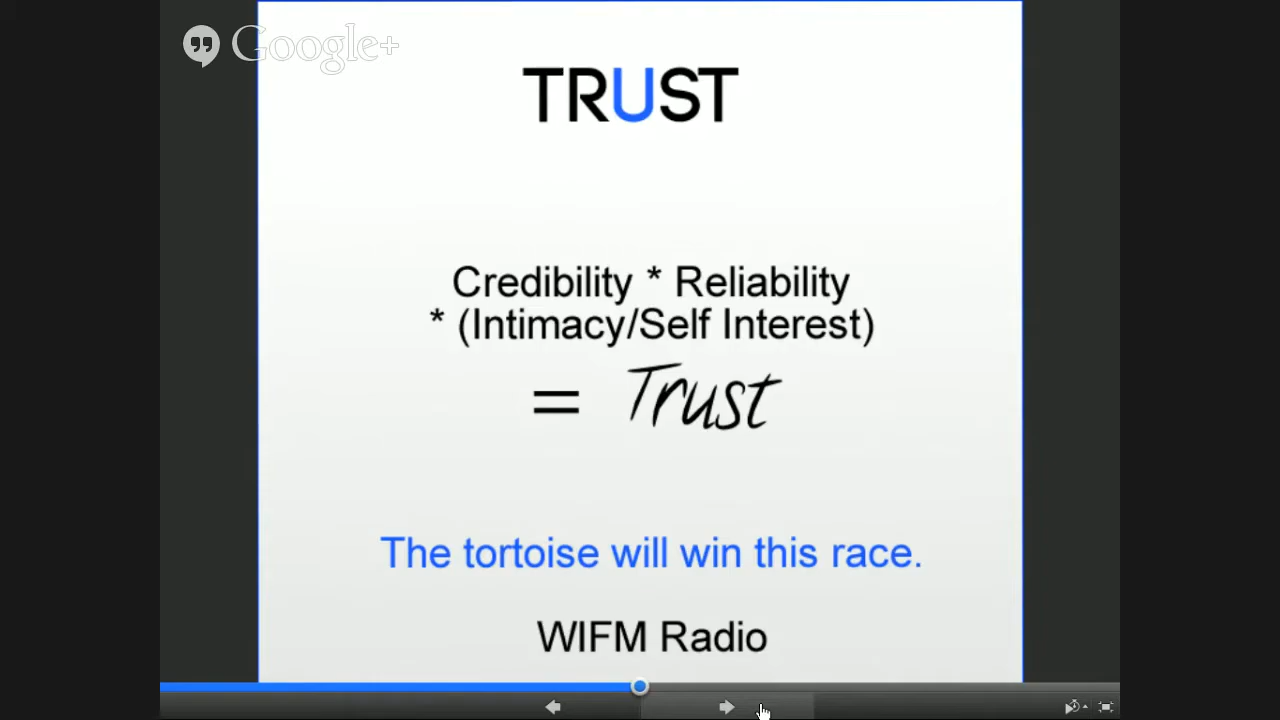 Google+
TRUST
Credibility * Reliability
* (Intimacy/Self Interest)
= Trust
The tortoise will win this race.
WIFM Radio